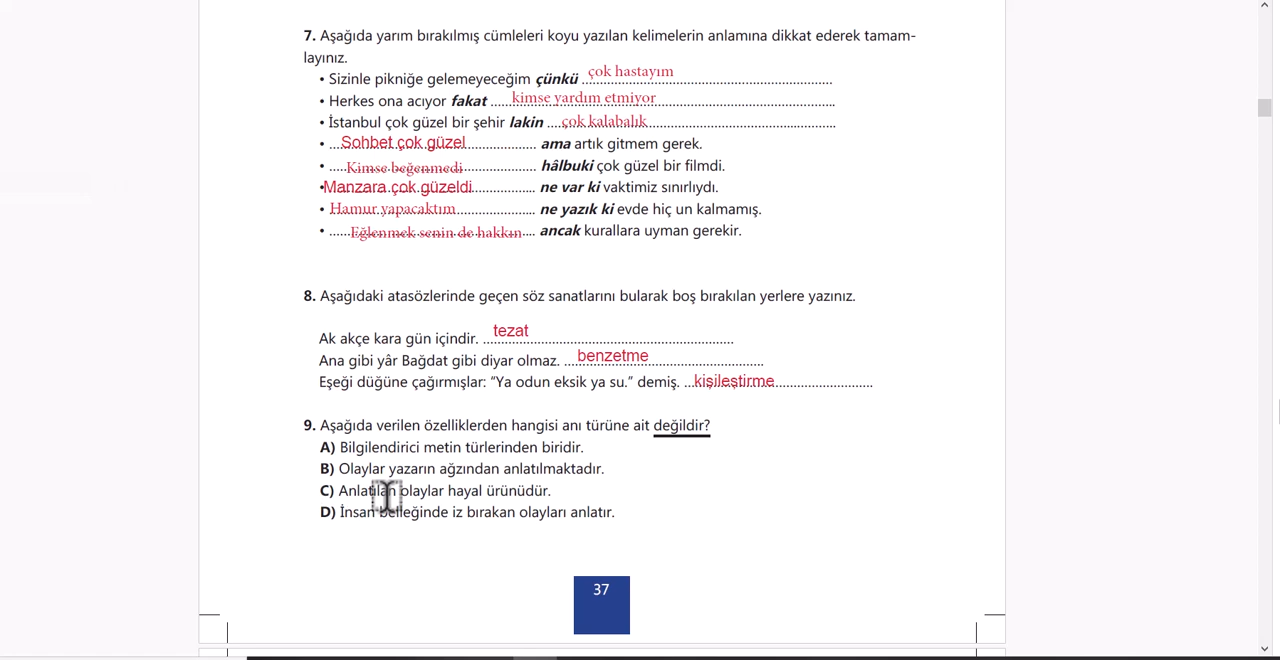 7. Aşağıda yarım bırakılmış cümleleri koyu yazılan kelimelerin anlamına dikkat ederek tamam-
layınız.
• Sizinle pikniğe gelemeyeceğim çünkü çok hastayım
• Herkes ona acıyor fakat kimse yardım etmiyor
• İstanbul çok güzel bir şehir lakin çok kalabalık
• Sohbet çok güzel ama artık gitmem gerek.
• Kimse beğenmedi hâlbuki çok güzel bir filmdi.
• Manzara çok güzeldi ne var ki vaktimiz sınırlıydı.
• Hamur yapacaktım ne yazık ki evde hiç un kalmamış.
• Eğlenmek senin de hakkın ancak kurallara uyman gerekir.
8. Aşağıdaki atasözlerinde geçen söz sanatlarını bularak boş bırakılan yerlere yazınız.
Ak akçe kara gün içindir. tezat
Ana gibi yâr Bağdat gibi diyar olmaz. benzetme
Eşeği düğüne çağırmışlar: “Ya odun eksik ya su.” demiş. kişileştirme
9. Aşağıda verilen özelliklerden hangisi anı türüne ait değildir?
A) Bilgilendirici metin türlerinden biridir.
B) Olaylar yazarın ağzından anlatılmaktadır.
C) Anlatılan olaylar hayal ürünüdür.
D) İnsan belleğinde iz bırakan olayları anlatır.
37